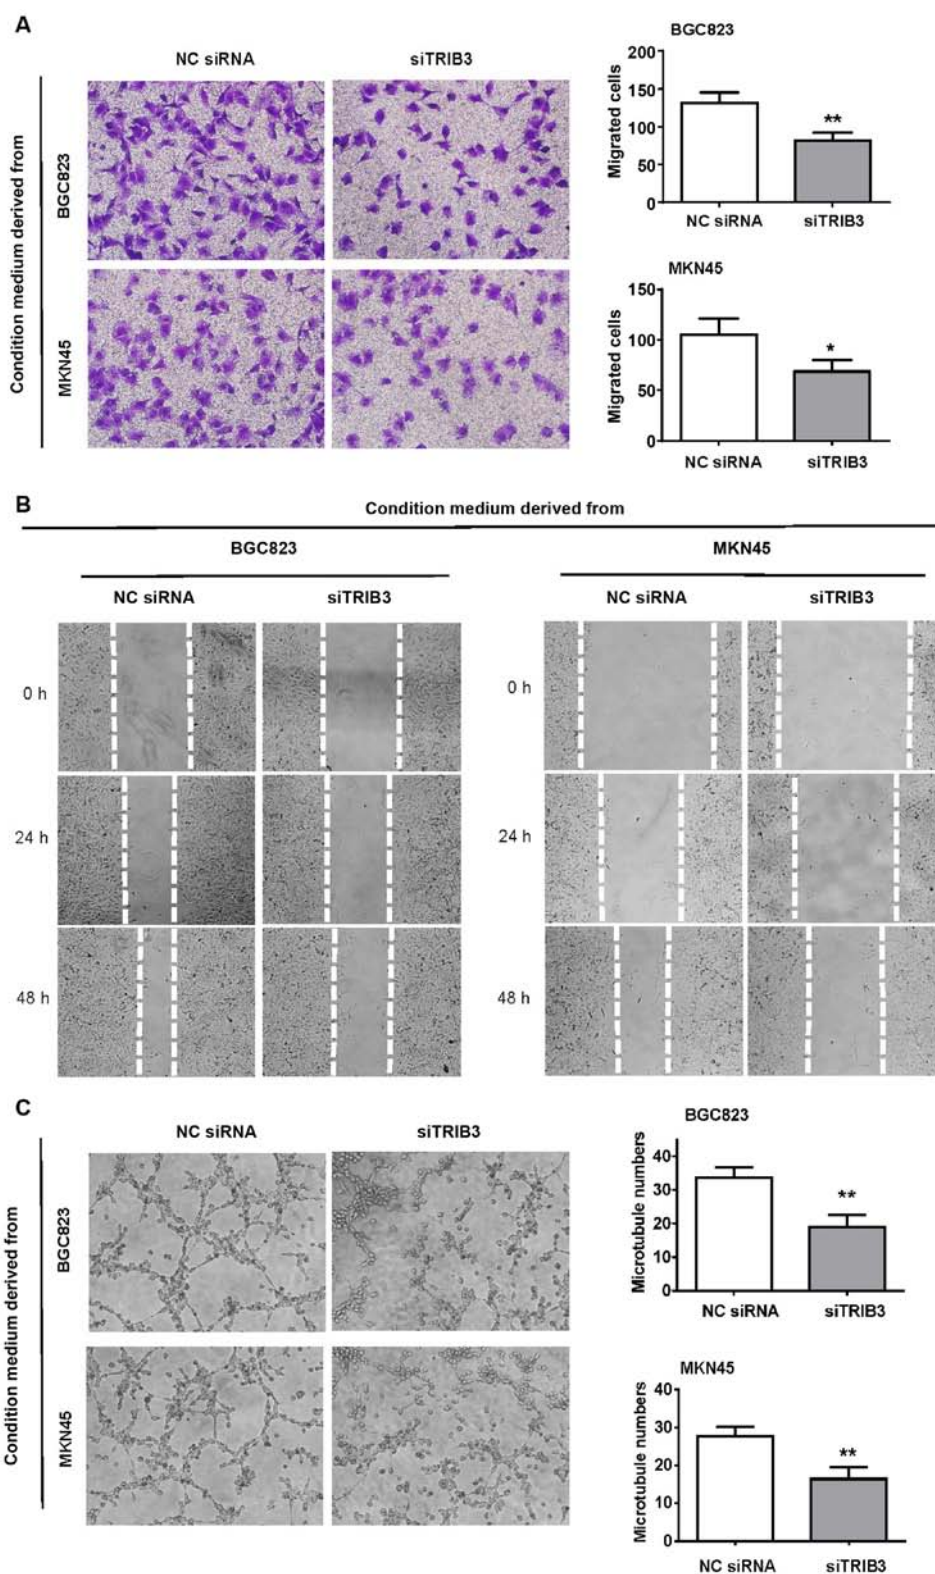 A
NC siRNA
siTRIB3
Condition medium derived from
BGC823
MKN45
BGC823
Migrated cells
200
150
100
50
0
**
NC siRNA
siTRIB3
MKN45
Migrated cells
150
100
50
0
*
NC siRNA
siTRIB3
B
Condition medium derived from
BGC823
MKN45
NC siRNA
siTRIB3
NC siRNA
siTRIB3
0 h
0 h
24 h
24 h
48 h
48 h
C
NC siRNA
siTRIB3
Condition medium derived from
BGC823
MKN45
BGC823
Microtubule numbers
40
30
20
10
0
**
NC siRNA
siTRIB3
MKN45
Microtubule numbers
40
30
20
10
0
**
NC siRNA
siTRIB3